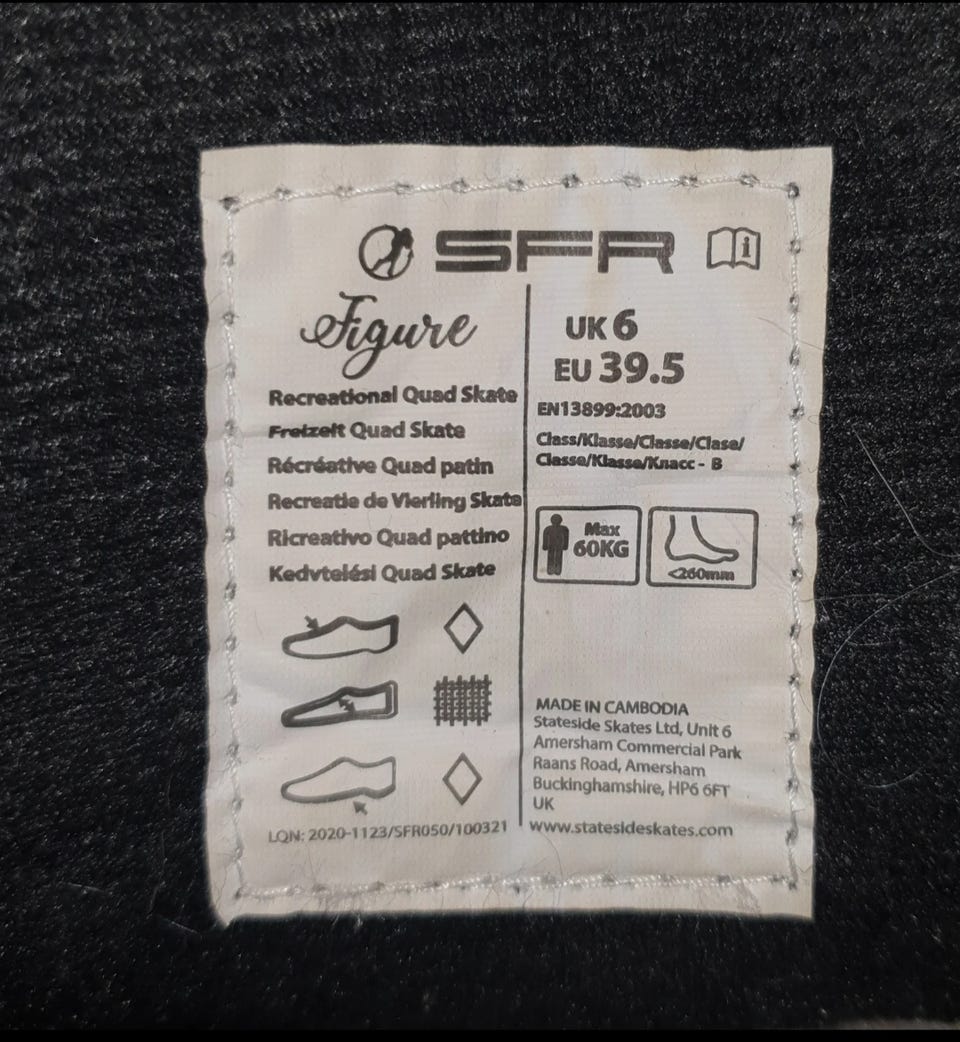 SFR
i
Figure
Recreational Quad Skate
Freizeit Quad Skate
Récréative Quad patin
Recreatie de Vierling Skate
Ricreativo Quad pattino
Kedvtelési Quad Skate
LQN: 2020-1123/SFR050/100321
UK 6
EU 39.5
EN13899:2003
Class/Klasse/Classe/Clase/
Classe/Klasse/Knacc - B
Max
60KG
<260mm
MADE IN CAMBODIA
Stateside Skates Ltd, Unit 6
Amersham Commercial Park
Raans Road, Amersham
Buckinghamshire, HP6 6FT
UK
www.statesideskates.com